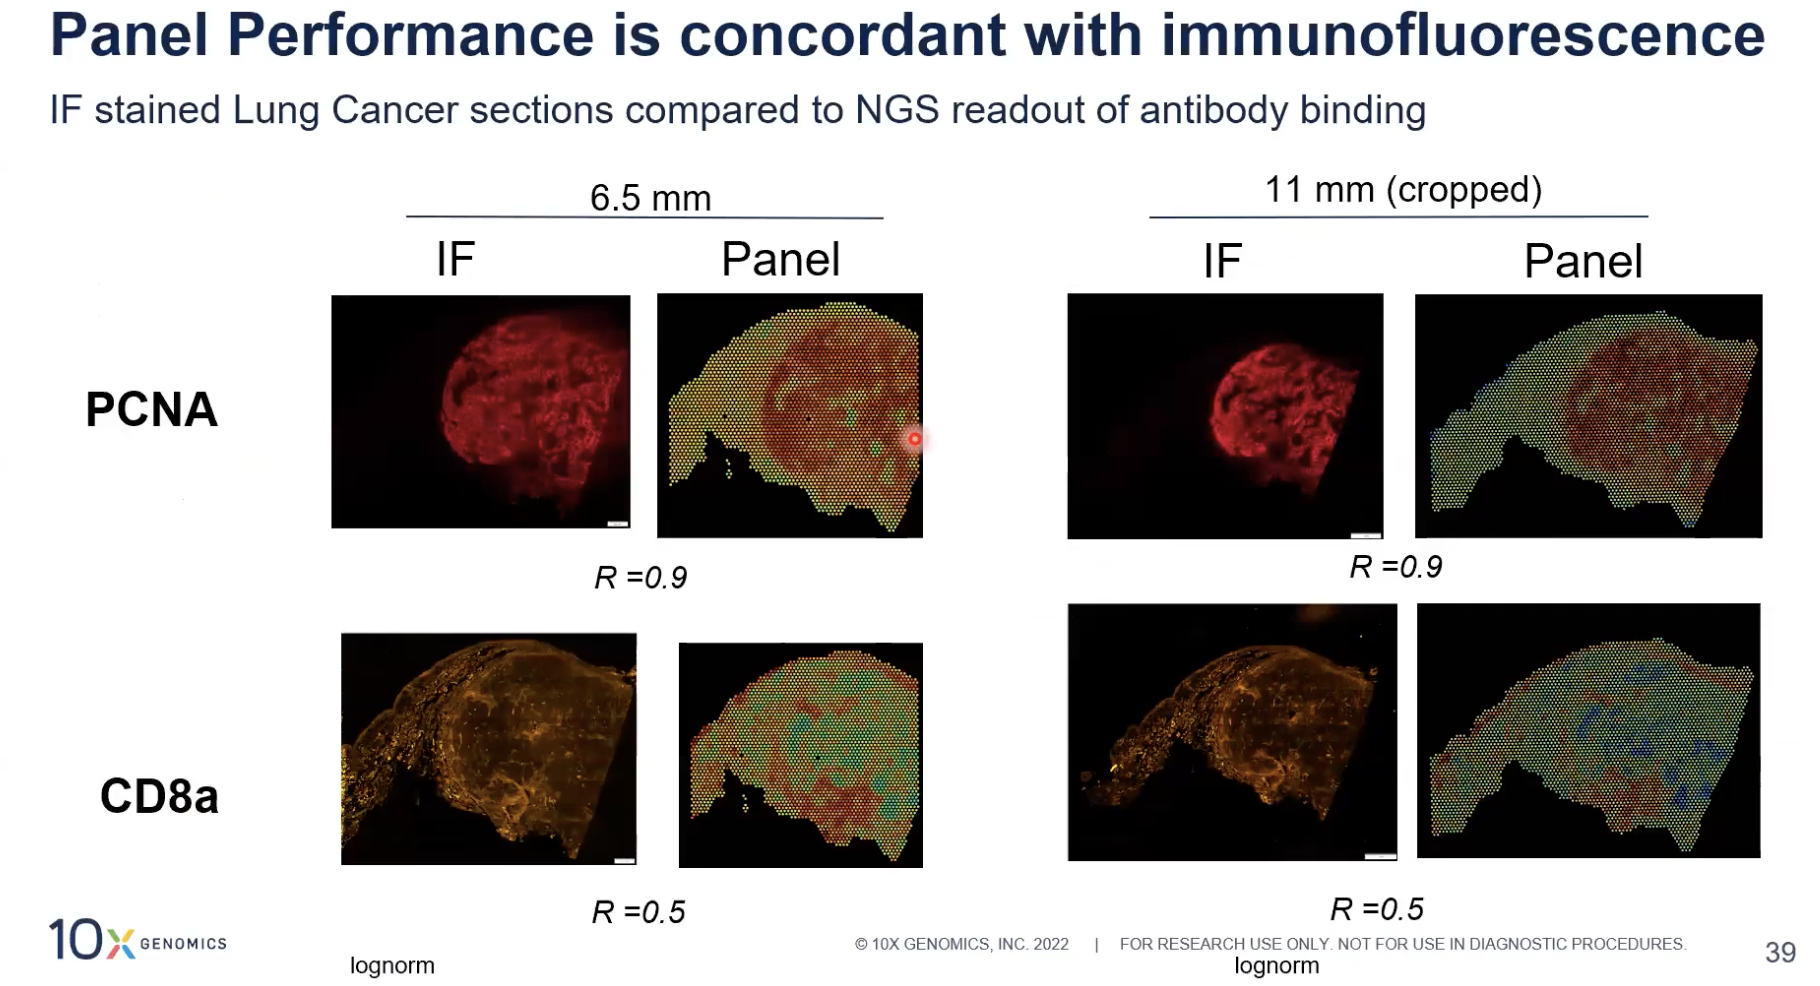 Panel Performance is concordant with immunofluorescence
IF stained Lung Cancer sections compared to NGS readout of antibody binding
6.5 mm
11 mm (cropped)
IF
Panel
IF
Panel
PCNA
R =0.9
R =0.9
CD8a
R =0.5
R =0.5
10x GENOMICS
© 10X GENOMICS, INC. 2022 | FOR RESEARCH USE ONLY. NOT FOR USE IN DIAGNOSTIC PROCEDURES.
39
lognorm
lognorm